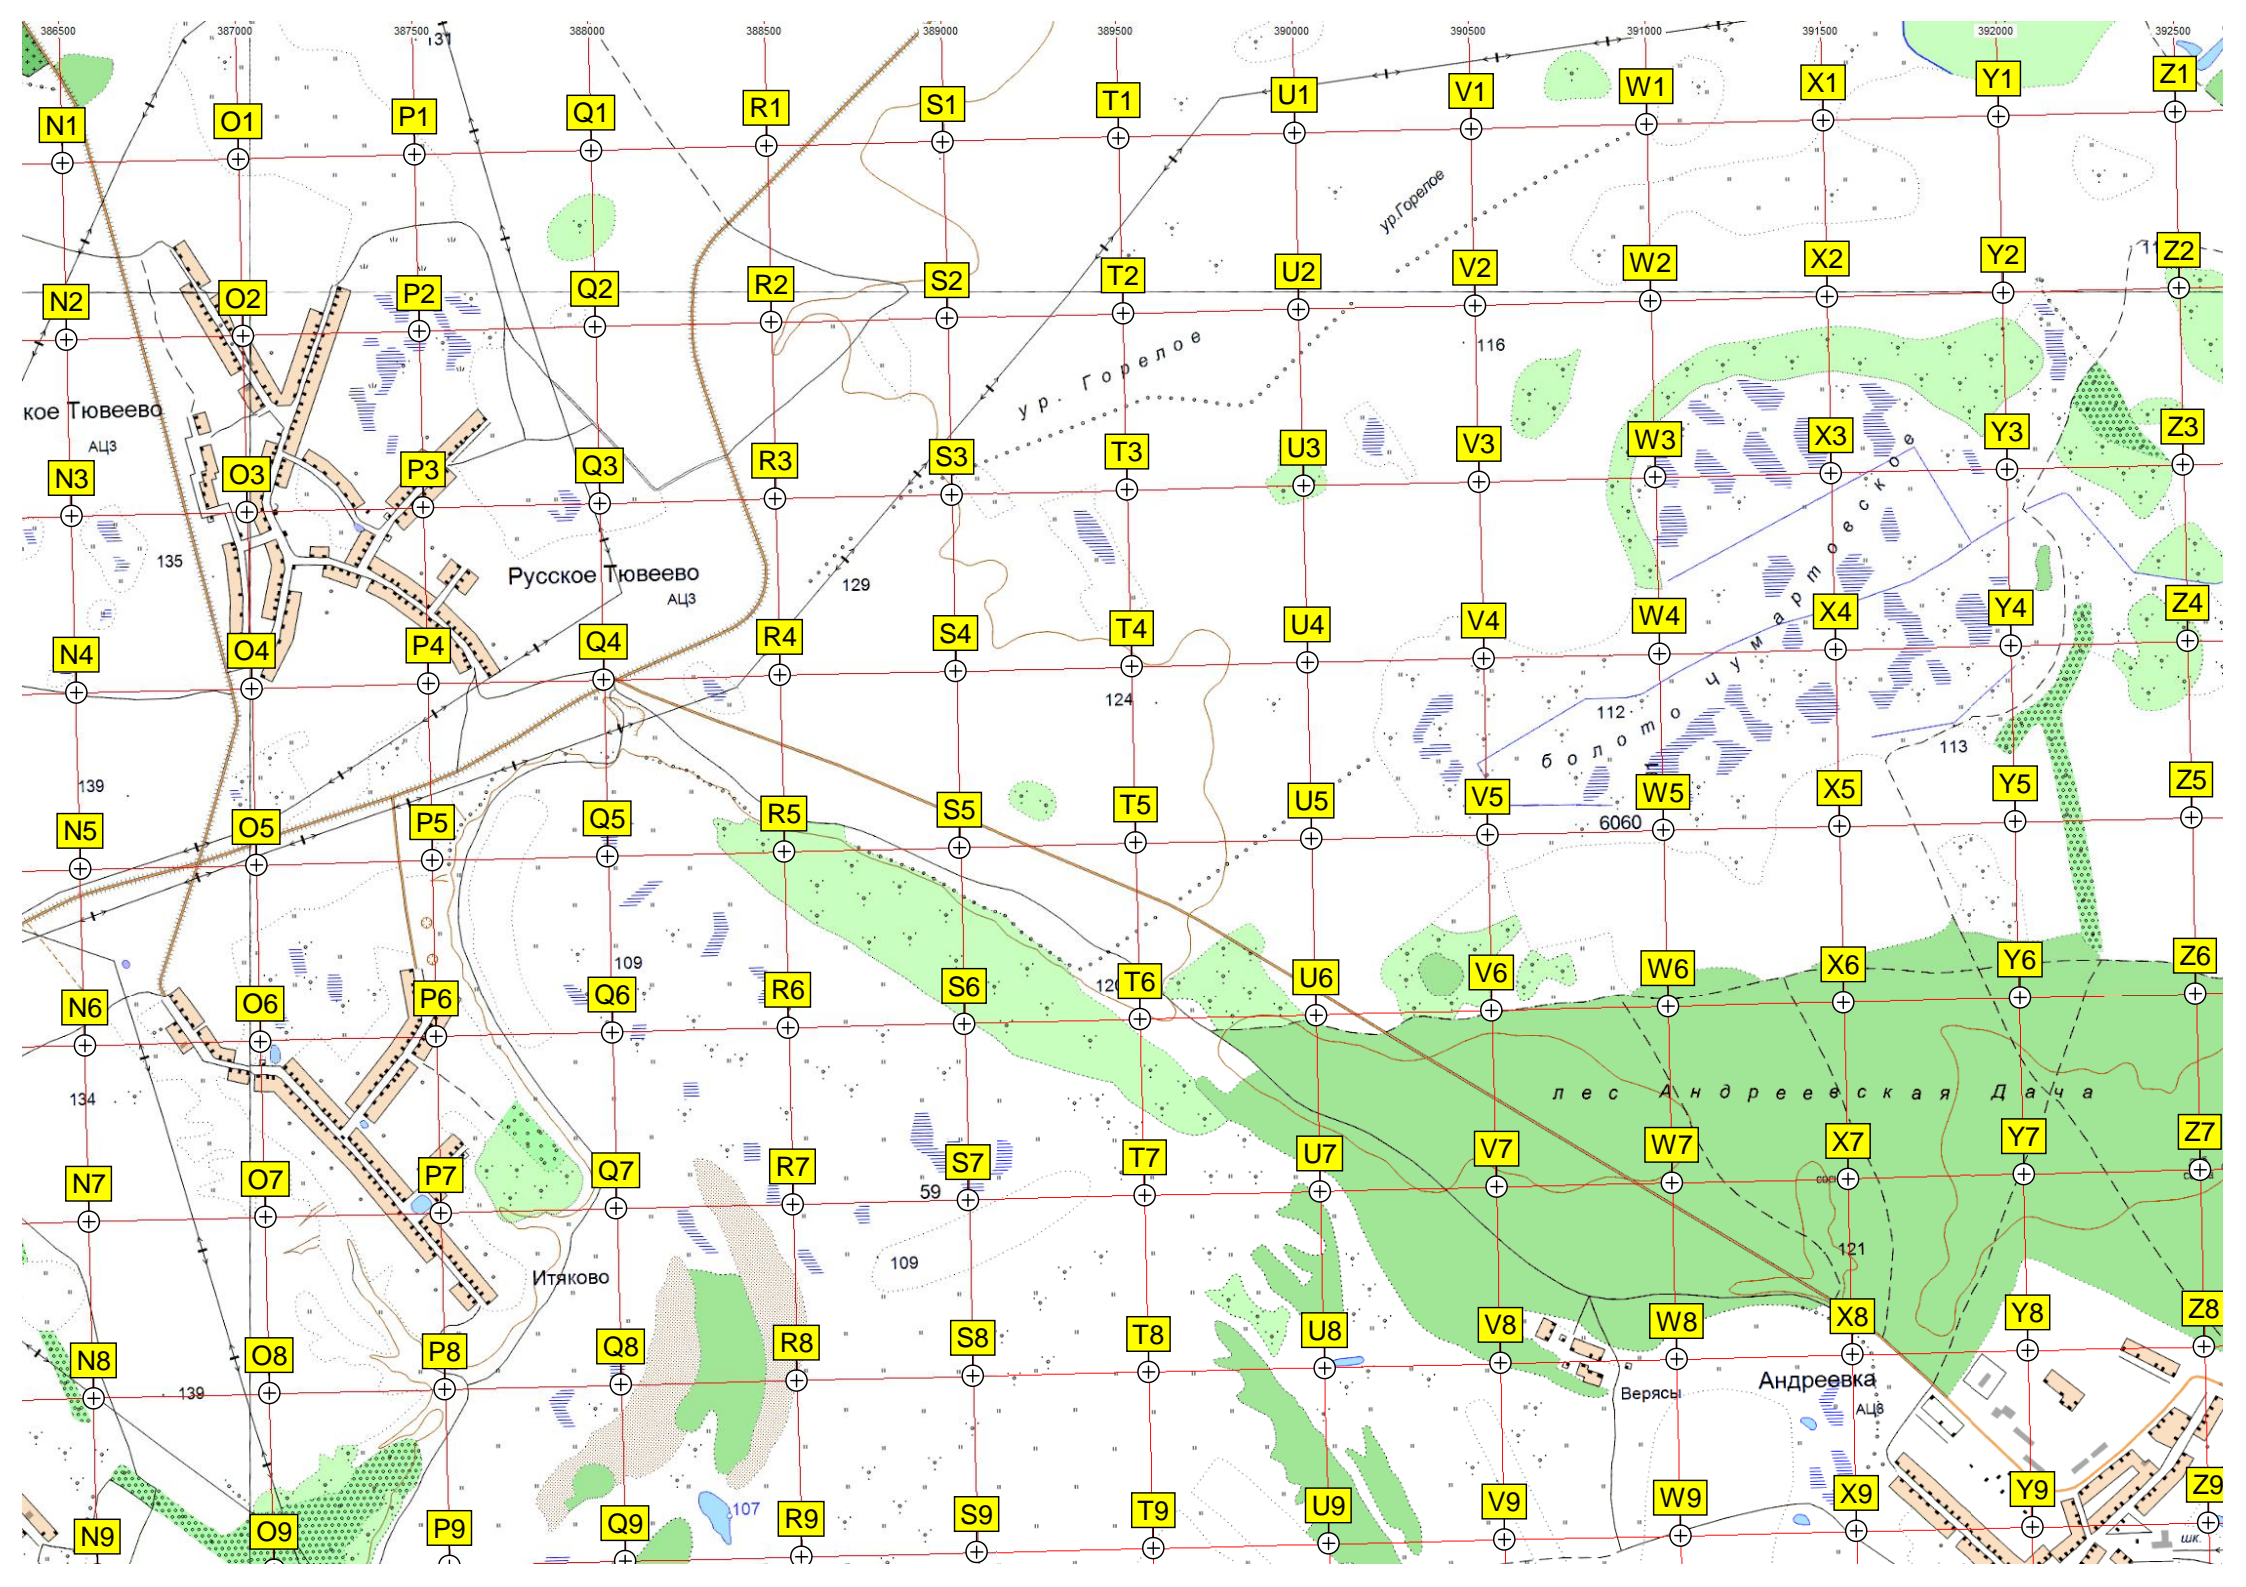 386500 387000 387500 388000 388500 389000 389500 390000 390500 391000 391500 392000 392500
131
N1 O1 P1 Q1 R1 S1 T1 U1 V1 W1 X1 Y1 Z1
ур.Горелое
N2 O2 P2 Q2 R2 S2 T2 U2 V2 W2 X2 Y2 Z2
116
ур. Горелое
кое Тювеево
АЦЗ
N3 O3 P3 Q3 R3 S3 T3 U3 V3 W3 X3 Y3 Z3
135
Русское Тювеево
АЦЗ
129
N4 O4 P4 Q4 R4 S4 T4 U4 V4 W4 X4 Y4 Z4
124
112
болото Чумартовское
113
139
N5 O5 P5 Q5 R5 S5 T5 U5 V5 W5 X5 Y5 Z5
6060
109
N6 O6 P6 Q6 R6 S6 T6 U6 V6 W6 X6 Y6 Z6
134
лес Андреевская Дача
N7 O7 P7 Q7 R7 S7 T7 U7 V7 W7 X7 Y7 Z7
59
121
109
Итяково
N8 O8 P8 Q8 R8 S8 T8 U8 V8 W8 X8 Y8 Z8
139
Верясы
Андреевка
АЦЗ
107
N9 O9 P9 Q9 R9 S9 T9 U9 V9 W9 X9 Y9 Z9
шк.